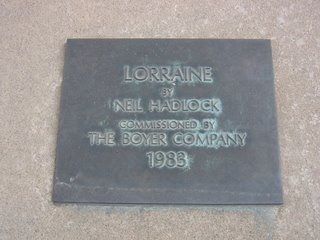 LORRAINE
BY
NEIL HADLOCK
COMMISSIONED BY
THE BOYER COMPANY
1983